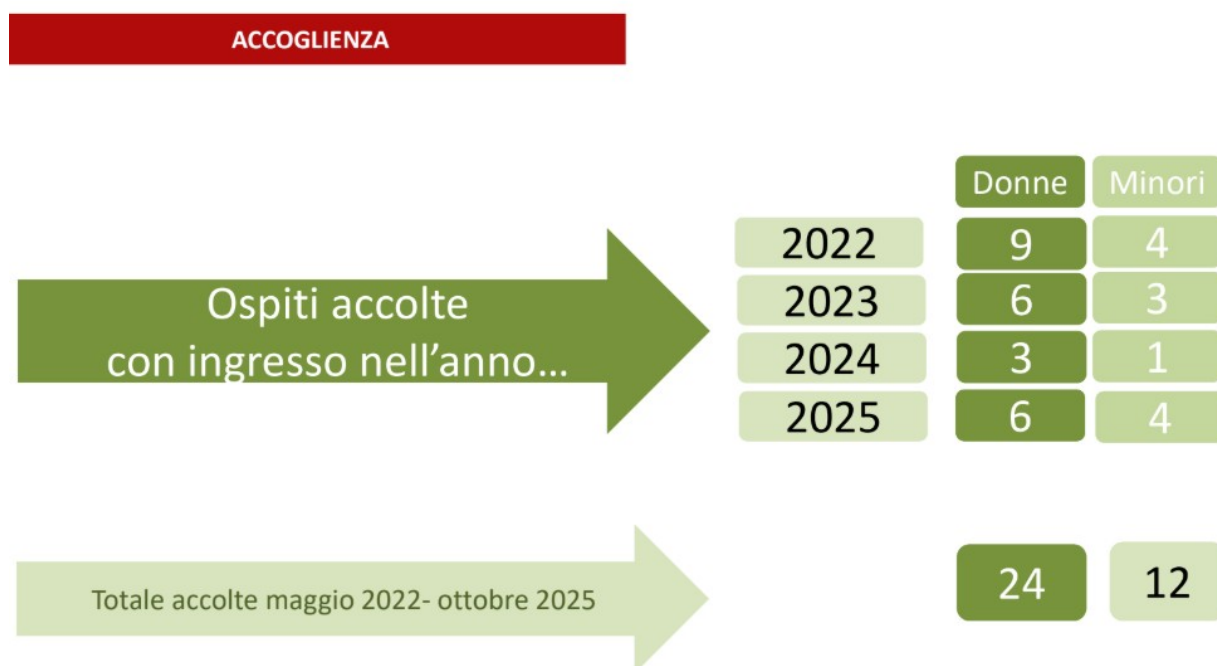 ACCOGLIENZA
Donne Minori
Ospiti accolte
con ingresso nell’anno…
2022 9 4
2023 6 3
2024 3 1
2025 6 4
Totale accolte maggio 2022- ottobre 2025 24 12